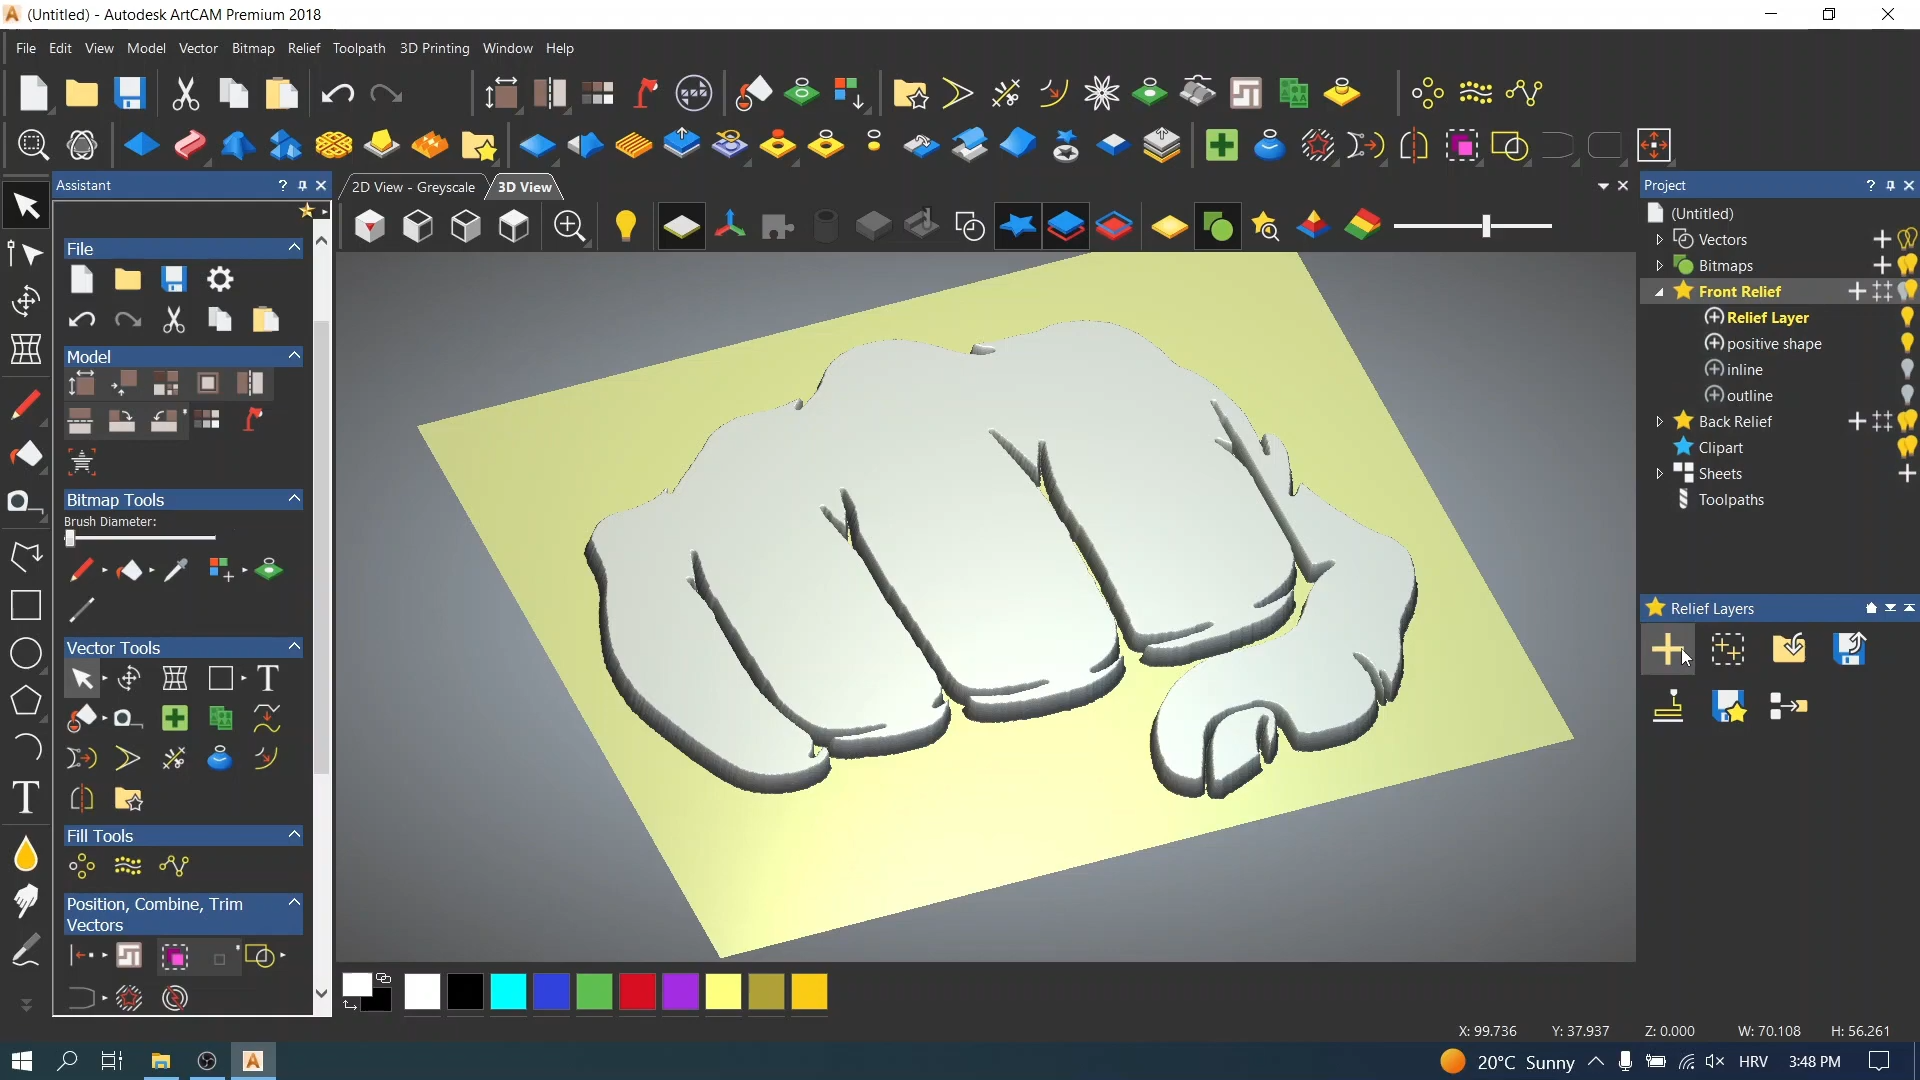 (Untitled) - Autodesk ArtCAM Premium 2018
File Edit View Model Vector Bitmap Relief Toolpath 3D Printing Window Help
Assistant
2D View - Greyscale
3D View
Project
(Untitled)
Vectors
Bitmaps
Front Relief
Relief Layer
positive shape
inline
outline
Back Relief
Clipart
Sheets
Toolpaths
Relief Layers
File
Model
Bitmap Tools
Brush Diameter:
Vector Tools
Fill Tools
Position, Combine, Trim
Vectors
X: 99.736 Y: 37.937 Z: 0.000 W: 70.108 H: 56.261
20°C Sunny HRV 3:48 PM